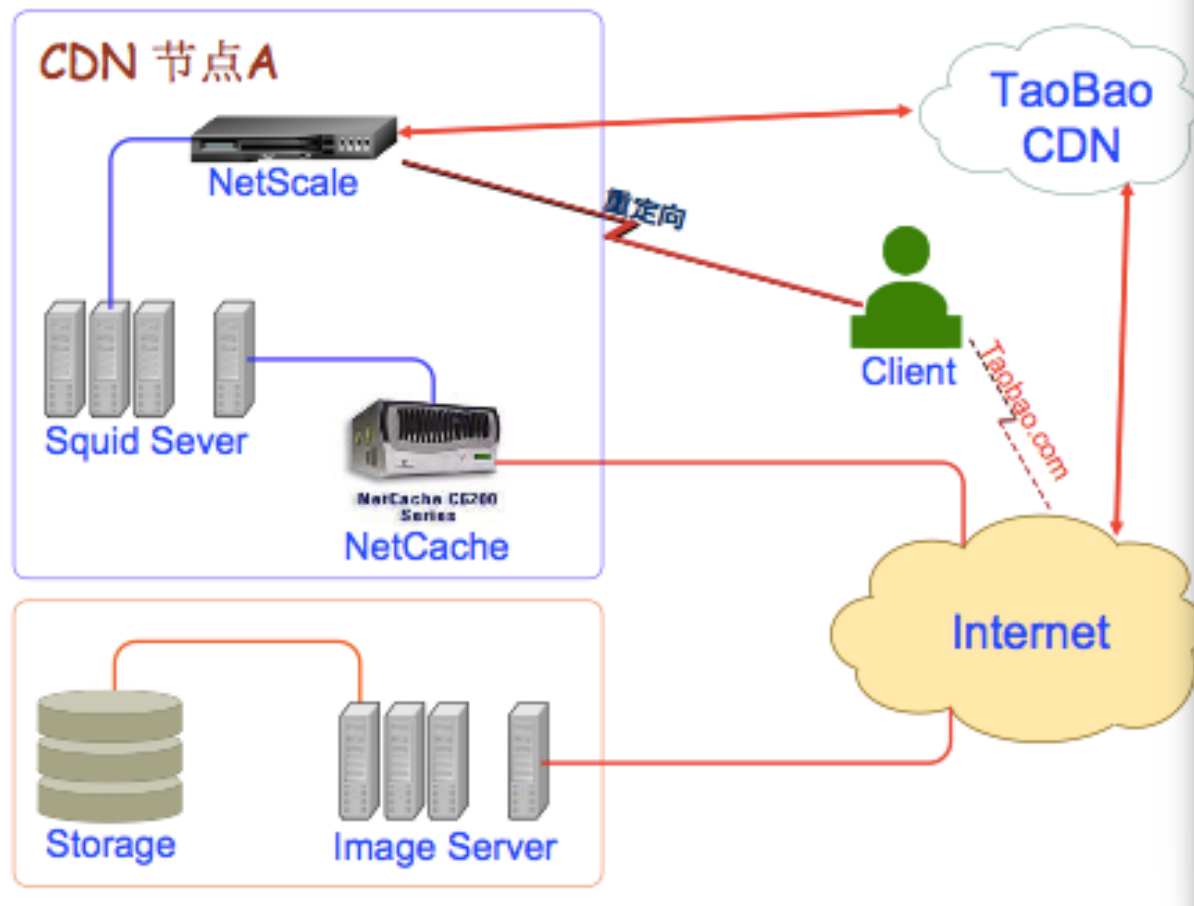 CDN 节点A
TaoBao
CDN
NetScale
重定向
Client
Taobao.com
Squid Sever
NetCache C6200
Series
NetCache
Internet
Storage
Image Server